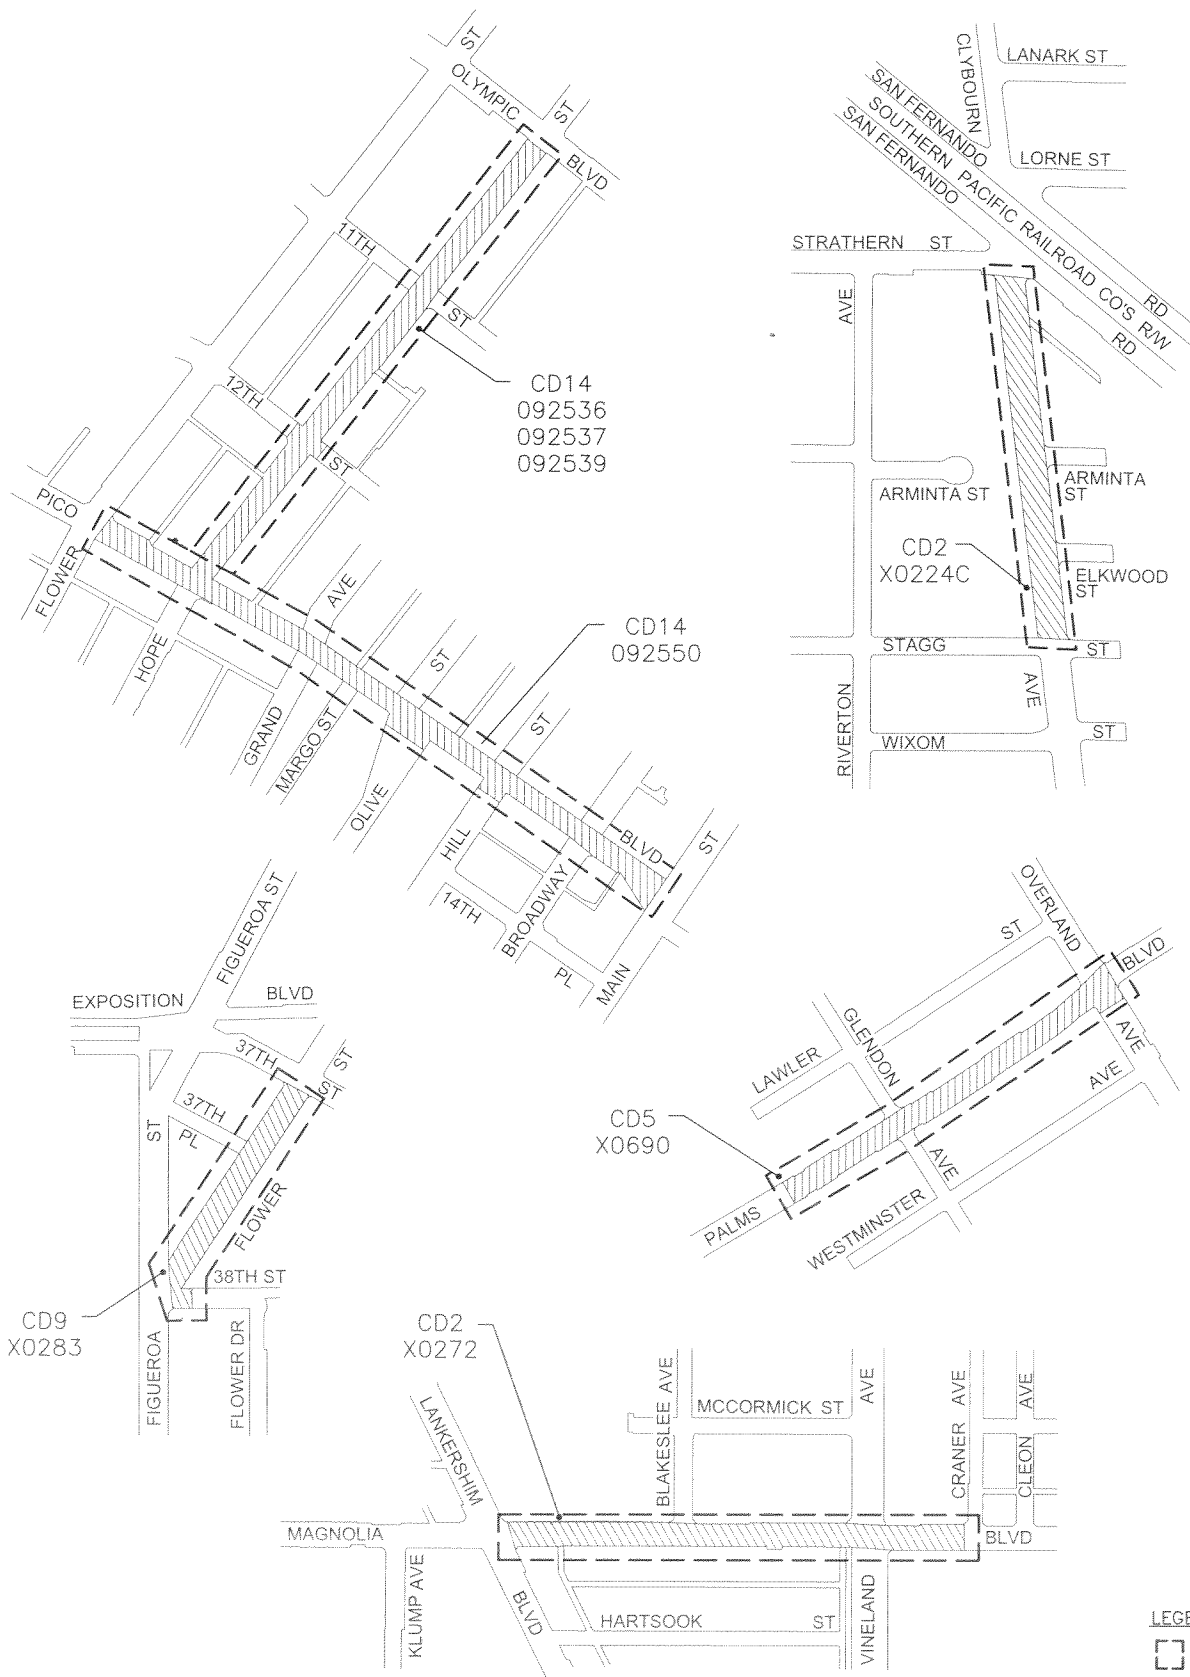 ST
OLYMPIC
ST
BLVD
11TH
ST
12TH
ST
PICO
FLOWER
HOPE
GRAND
AVE
MARGO ST
OLIVE
ST
HILL
ST
BROADWAY
14TH
PL
BLVD
ST
MAIN
CD14
092536
092537
092539
CD14
092550
CLYBOURN
LANARK ST
SAN FERNANDO
SOUTHERN PACIFIC RAILROAD CO'S R/W
SAN FERNANDO
LORNE ST
RD
RD
STRATHERN ST
AVE
ARMINTA ST
ARMINTA
ST
CD2
X0224C
ELKWOOD
ST
STAGG
ST
AVE
RIVERTON
WIXOM
ST
FIGUEROA ST
EXPOSITION
BLVD
37TH
ST
ST
37TH
PL
ST
FLOWER
38TH ST
CD9
X0283
FIGUEROA
FLOWER DR
OVERLAND
ST
BLVD
GLENDON
LAWLER
AVE
AVE
CD5
X0690
AVE
PALMS
WESTMINSTER
CD2
X0272
LANKERSHIM
BLAKESLEE AVE
MCCORMICK ST
AVE
CRANER AVE
CLEON AVE
MAGNOLIA
BLVD
KLUMP AVE
BLVD
HARTSOOK ST
VINELAND
LEGE